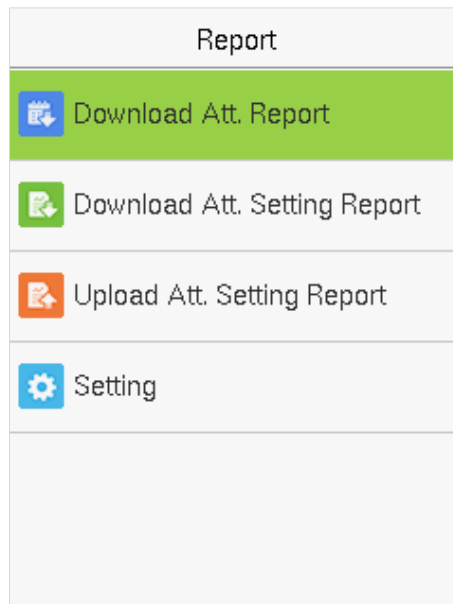 Report
Download Att. Report
Download Att. Setting Report
Upload Att. Setting Report
Setting